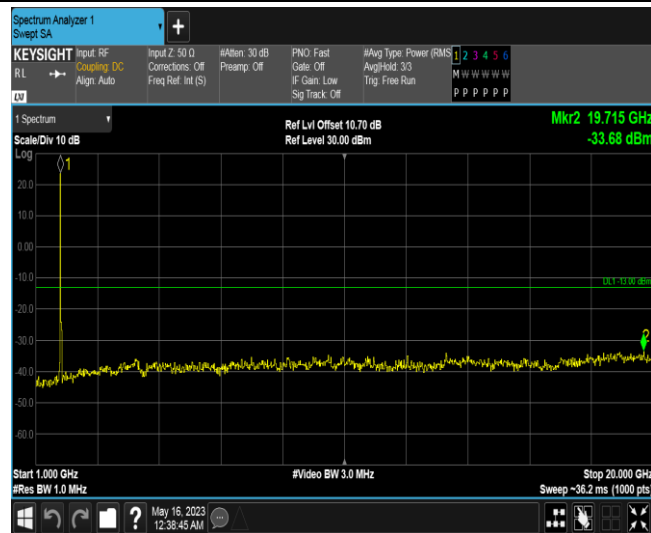 Spectrum Analyzer 1
Swept SA
KEYSIGHT
RL
LXI
Input: RF
Coupling: DC
Align: Auto
Input Z: 50 Ω
Corrections: Off
Freq Ref: Int (S)
#Atten: 30 dB
Preamp: Off
PNO: Fast
Gate: Off
IF Gain: Low
Sig Track: Off
#Avg Type: Power (RMS
Avg|Hold: 3/3
Trig: Free Run
1 2 3 4 5 6
M W W W W W
P P P P P P
1 Spectrum
Scale/Div 10 dB
Ref Lvl Offset 10.70 dB
Ref Level 30.00 dBm
Mkr2 19.715 GHz
-33.68 dBm
Log
1
20.0
10.0
0.00
-10.0
DL1 -13.00 dBm
-20.0
-30.0
2
-40.0
-50.0
-60.0
Start 1.000 GHz
#Video BW 3.0 MHz
Stop 20.000 GHz
#Res BW 1.0 MHz
Sweep ~36.2 ms (1000 pts)
?
May 16, 2023
12:38:45 AM